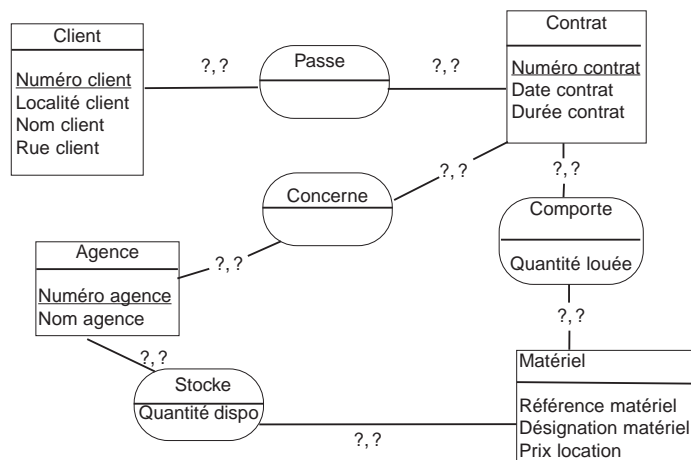 Client
Numéro client
Localité client
Nom client
Rue client
?, ?
Passe
?, ?
Contrat
Numéro contrat
Date contrat
Durée contrat
?, ?
Concerne
?, ?
?, ?
Comporte
Quantité louée
?, ?
Agence
Numéro agence
Nom agence
?, ?
Stocke
Quantité dispo
?, ?
Matériel
Référence matériel
Désignation matériel
Prix location